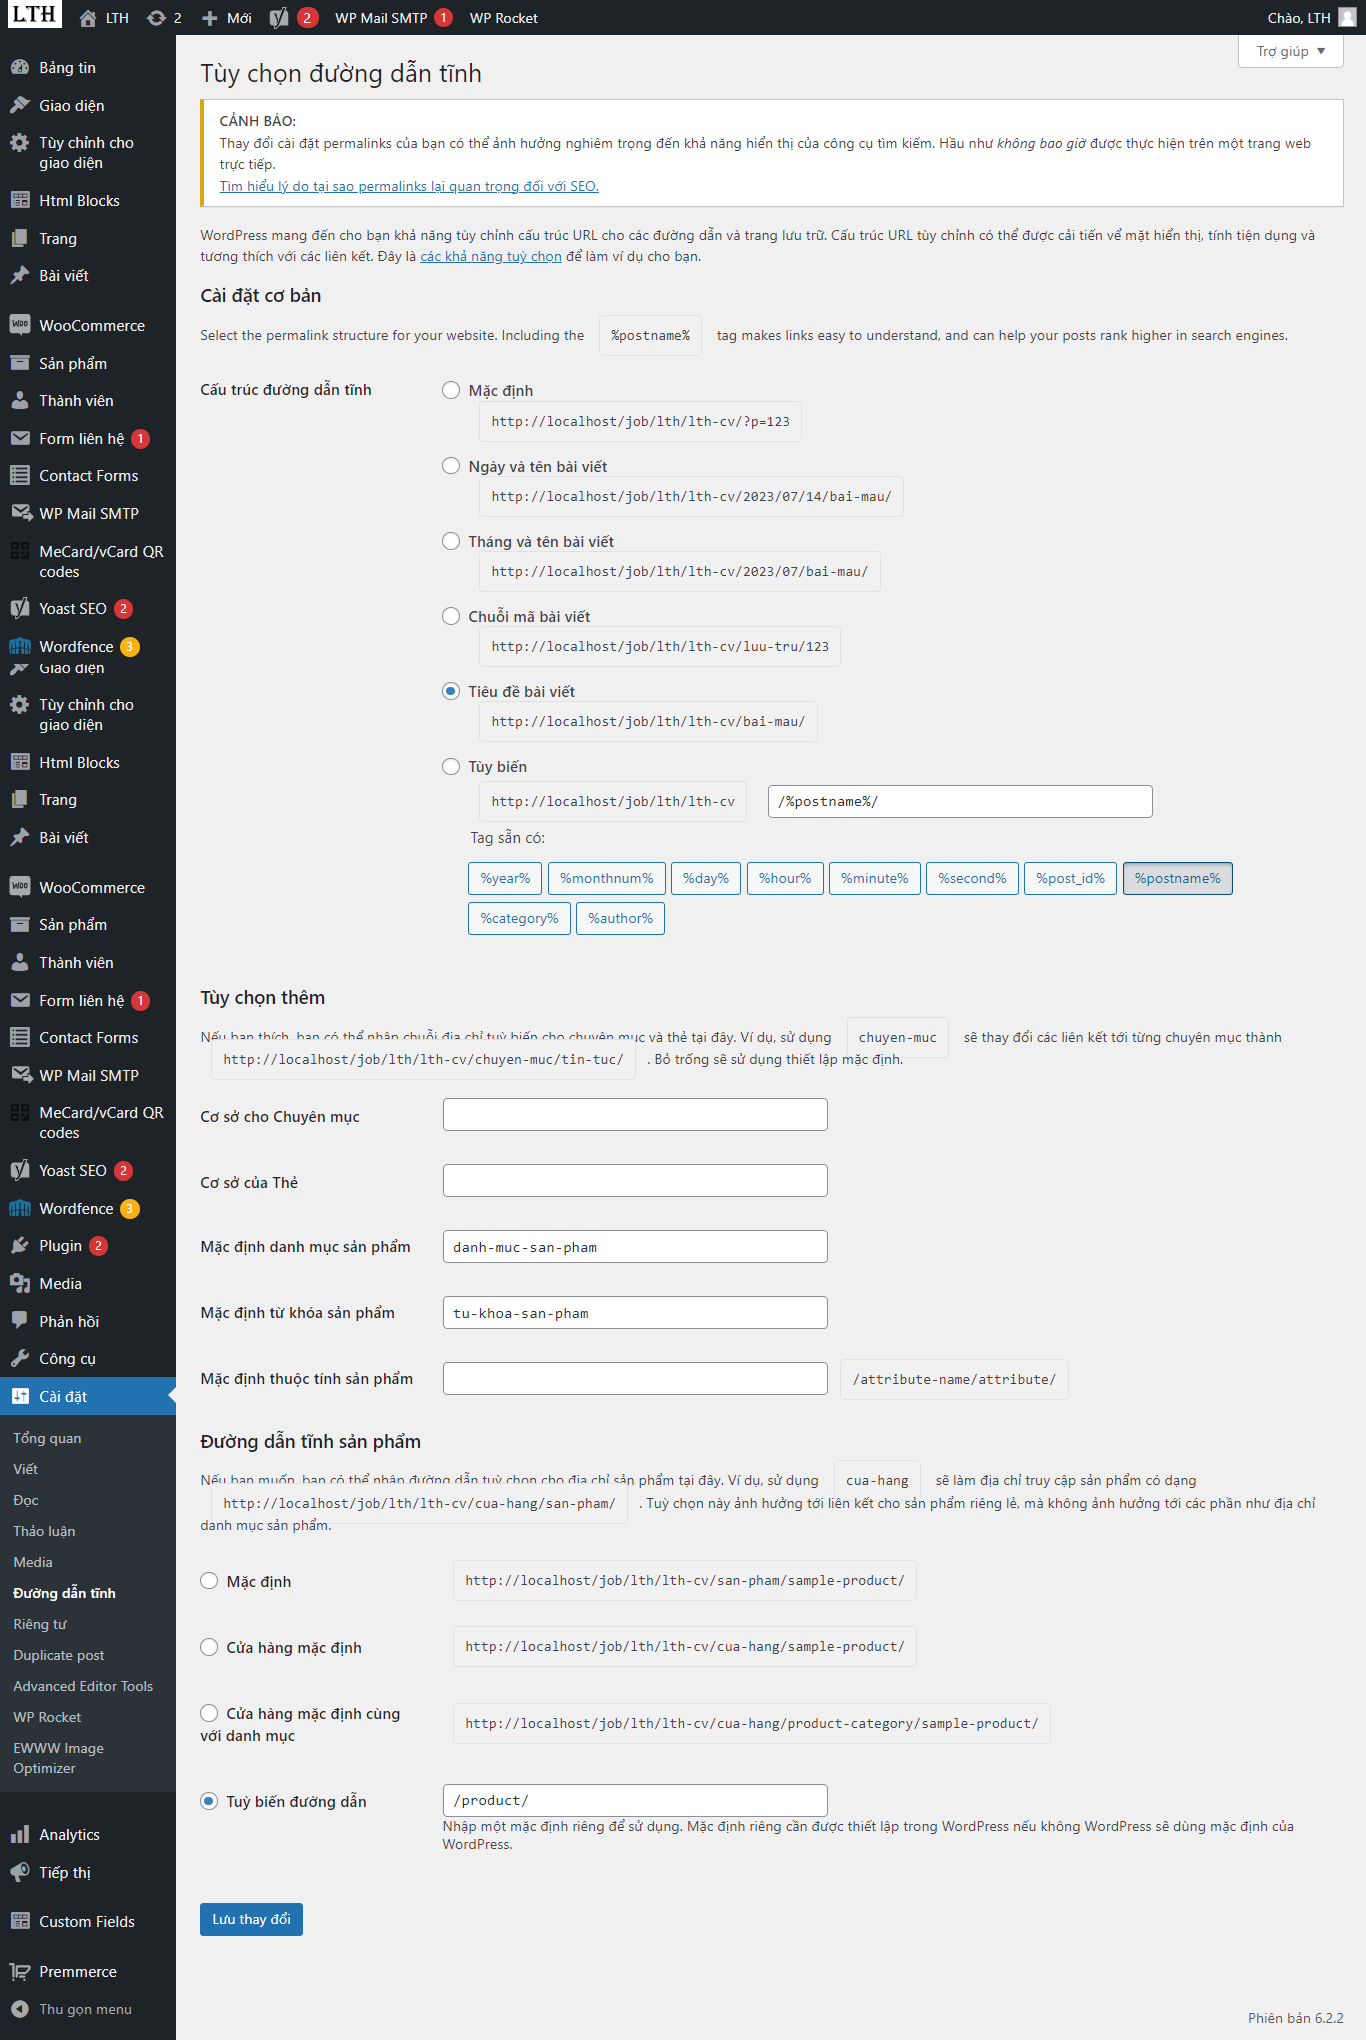 LTH
LTH
2
Mới
2
WP Mail SMTP 1
WP Rocket
Chào, LTH
Trợ giúp
Bảng tin
Giao diện
Tùy chỉnh cho
giao diện
Html Blocks
Trang
Bài viết
WooCommerce
Sản phẩm
Thành viên
Form liên hệ 1
Contact Forms
WP Mail SMTP
MeCard/vCard QR
codes
Yoast SEO 2
Wordfence 3
Giao diện
Tùy chỉnh cho
giao diện
Html Blocks
Trang
Bài viết
WooCommerce
Sản phẩm
Thành viên
Form liên hệ 1
Contact Forms
WP Mail SMTP
MeCard/vCard QR
codes
Yoast SEO 2
Wordfence 3
Plugin 2
Media
Phản hồi
Công cụ
Cài đặt
Tổng quan
Viết
Đọc
Thảo luận
Media
Đường dẫn tĩnh
Riêng tư
Duplicate post
Advanced Editor Tools
WP Rocket
EWWW Image
Optimizer
Analytics
Tiếp thị
Custom Fields
Premmerce
Thu gọn menu
Tùy chọn đường dẫn tĩnh
CẢNH BÁO:
Thay đổi cài đặt permalinks của bạn có thể ảnh hưởng nghiêm trọng đến khả năng hiển thị của công cụ tìm kiếm. Hầu như không bao giờ được thực hiện trên một trang web
trực tiếp.
Tìm hiểu lý do tại sao permalinks lại quan trọng đối với SEO.
WordPress mang đến cho bạn khả năng tùy chỉnh cấu trúc URL cho các đường dẫn và trang lưu trữ. Cấu trúc URL tùy chỉnh có thể được cải tiến về mặt hiển thị, tính tiện dụng và
tương thích với các liên kết. Đây là các khả năng tuỳ chọn để làm ví dụ cho bạn.
Cài đặt cơ bản
Select the permalink structure for your website. Including the %postname% tag makes links easy to understand, and can help your posts rank higher in search engines.
Cấu trúc đường dẫn tĩnh
Mặc định
http://localhost/job/lth/lth-cv/?p=123
Ngày và tên bài viết
http://localhost/job/lth/lth-cv/2023/07/14/bai-mau/
Tháng và tên bài viết
http://localhost/job/lth/lth-cv/2023/07/bai-mau/
Chuỗi mã bài viết
http://localhost/job/lth/lth-cv/luu-tru/123
Tiêu đề bài viết
http://localhost/job/lth/lth-cv/bai-mau/
Tùy biến
http://localhost/job/lth/lth-cv /%postname%/
Tag sẵn có:
%year% %monthnum% %day% %hour% %minute% %second% %post_id% %postname%
%category% %author%
Tùy chọn thêm
Nếu bạn thích, bạn có thể nhập chuỗi địa chỉ tuỳ biến cho chuyên mục và thẻ tại đây. Ví dụ, sử dụng chuyen-muc sẽ thay đổi các liên kết tới từng chuyên mục thành
http://localhost/job/lth/lth-cv/chuyen-muc/tin-tuc/ . Bỏ trống sẽ sử dụng thiết lập mặc định.
Cơ sở cho Chuyên mục
Cơ sở của Thẻ
Mặc định danh mục sản phẩm danh-muc-san-pham
Mặc định từ khóa sản phẩm tu-khoa-san-pham
Mặc định thuộc tính sản phẩm /attribute-name/attribute/
Đường dẫn tĩnh sản phẩm
Nếu bạn muốn, bạn có thể nhập đường dẫn tuỳ chọn cho địa chỉ sản phẩm tại đây. Ví dụ, sử dụng cua-hang sẽ làm địa chỉ truy cập sản phẩm có dạng
http://localhost/job/lth/lth-cv/cua-hang/san-pham/ . Tuỳ chọn này ảnh hưởng tới liên kết cho sản phẩm riêng lẻ, mà không ảnh hưởng tới các phần như địa chỉ
danh mục sản phẩm.
Mặc định http://localhost/job/lth/lth-cv/san-pham/sample-product/
Cửa hàng mặc định http://localhost/job/lth/lth-cv/cua-hang/sample-product/
Cửa hàng mặc định cùng
với danh mục
http://localhost/job/lth/lth-cv/cua-hang/product-category/sample-product/
Tuỳ biến đường dẫn /product/
Nhập một mặc định riêng để sử dụng. Mặc định riêng cần được thiết lập trong WordPress nếu không WordPress sẽ dùng mặc định của
WordPress.
Lưu thay đổi
Phiên bản 6.2.2